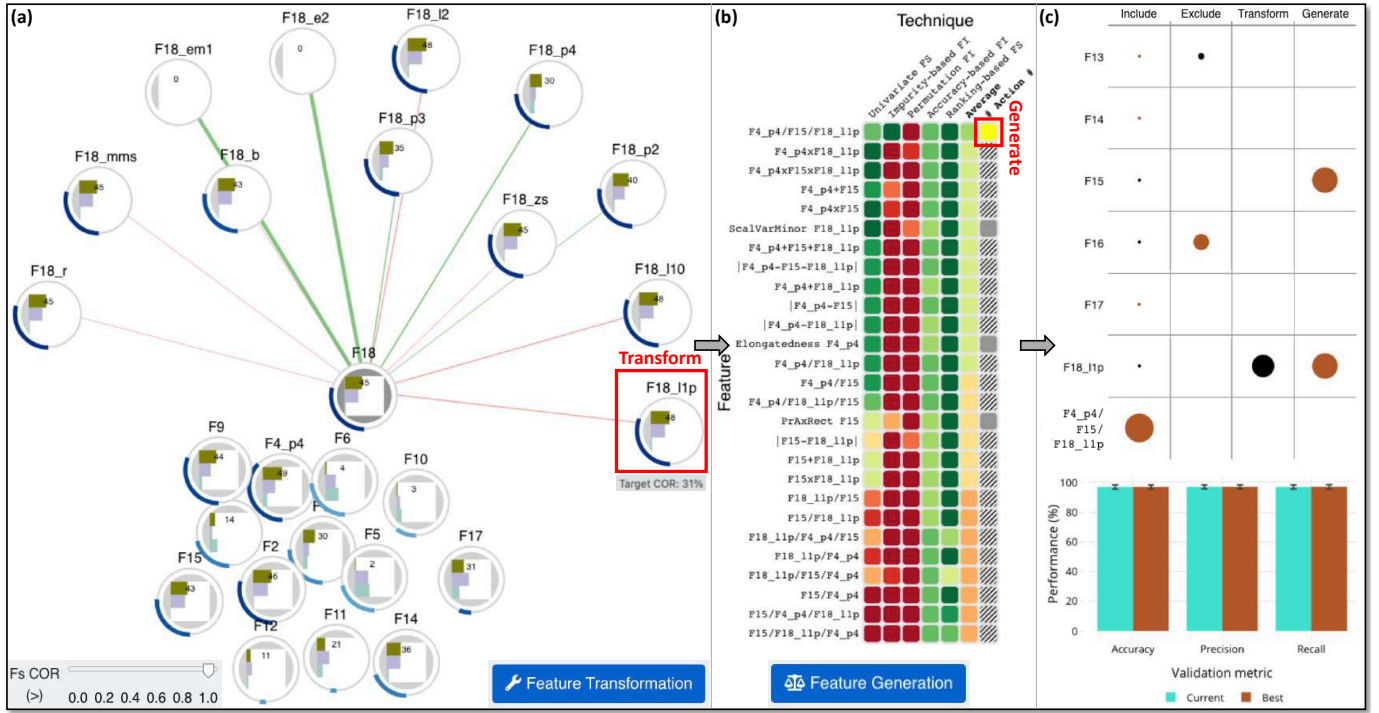 (a)
F18_em1
0
F18_e2
0
F18_l2
48
F18_p4
30
F18_p3
35
F18_mms
45
F18_b
43
F18_p2
40
F18_zs
45
F18_r
45
F18_l10
48
F18
45
Transform
F18_l1p
48
Target COR: 31%
F9
44
F4_p4
49
F6
4
F10
3
14
F
30
F15
43
F2
46
F5
2
F17
31
F12
11
F11
21
F14
36
Fs COR
(>)
0.0 0.2 0.4 0.6 0.8 1.0
Feature Transformation
(b)
Technique
Univariate FS
Impurity-based FI
Permutation FI
Accuracy-based FI
Ranking-based FS
Average
Action
Generate
Feature
F4_p4/F15/F18_l1p
F4_p4xF18_l1p
F4_p4xF15xF18_l1p
F4_p4+F15
F4_p4xF15
ScalVarMinor F18_l1p
F4_p4+F15+F18_l1p
|F4_p4-F15-F18_l1p|
F4_p4+F18_l1p
|F4_p4-F15|
|F4_p4-F18_l1p|
Elongatedness F4_p4
F4_p4/F18_l1p
F4_p4/F15
F4_p4/F18_l1p/F15
PrAxRect F15
|F15-F18_l1p|
F15+F18_l1p
F15xF18_l1p
F18_l1p/F15
F15/F18_l1p
F18_l1p/F4_p4/F15
F18_l1p/F4_p4
F18_l1p/F15/F4_p4
F15/F4_p4
F15/F4_p4/F18_l1p
F15/F18_l1p/F4_p4
Feature Generation
(c)
Include Exclude Transform Generate
F13
F14
F15
F16
F17
F18_l1p
F4_p4/
F15/
F18_l1p
Performance (%)
100
80
60
40
20
0
Accuracy Precision Recall
Validation metric
Current Best